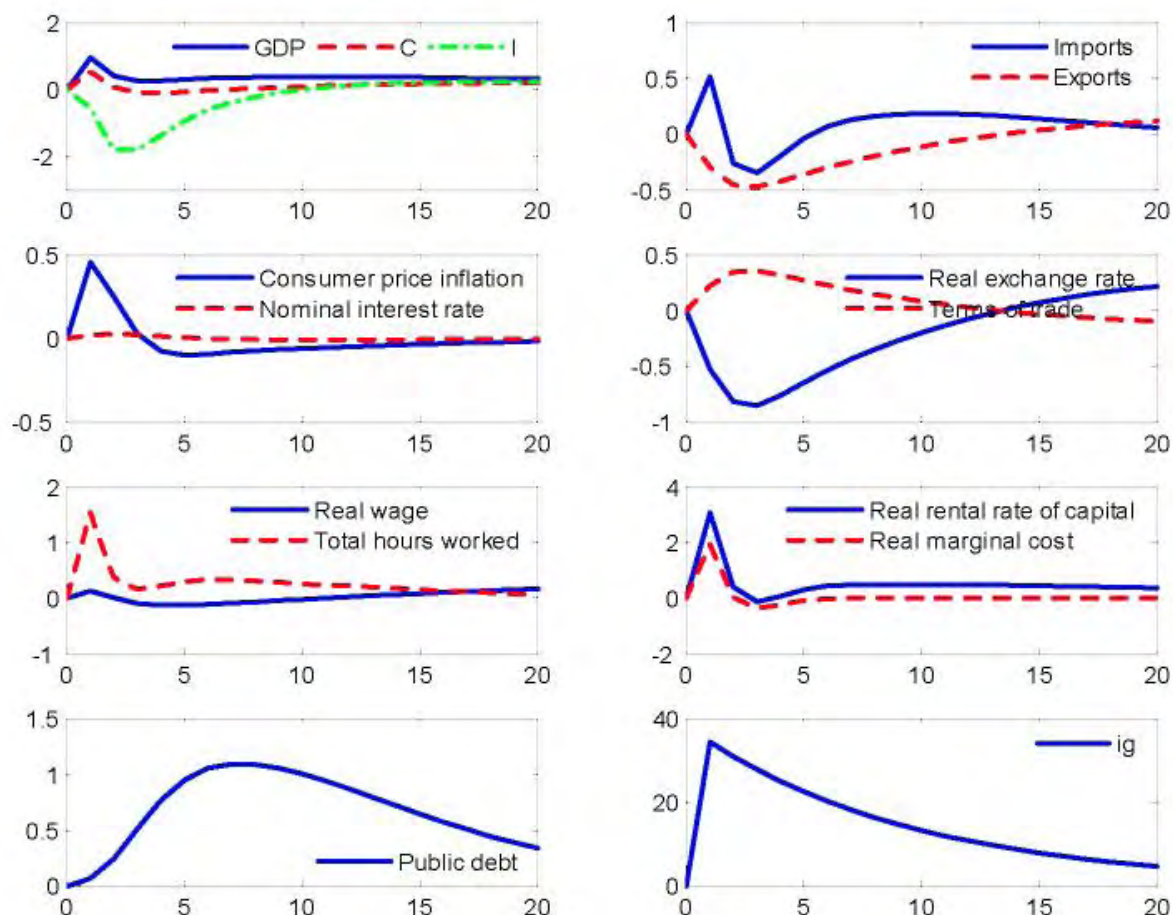 2
GDP C I
0
-2
0 5 10 15 20
1
Imports
0.5
Exports
0
-0.5
0 5 10 15 20
0.5
Consumer price inflation
Nominal interest rate
0
-0.5
0 5 10 15 20
0.5
Real exchange rate
Terms of trade
0
-0.5
-1
0 5 10 15 20
2
Real wage
1
Total hours worked
0
-1
0 5 10 15 20
4
Real rental rate of capital
2
Real marginal cost
0
-2
0 5 10 15 20
1.5
1
0.5
Public debt
0
0 5 10 15 20
40
ig
20
0
0 5 10 15 20